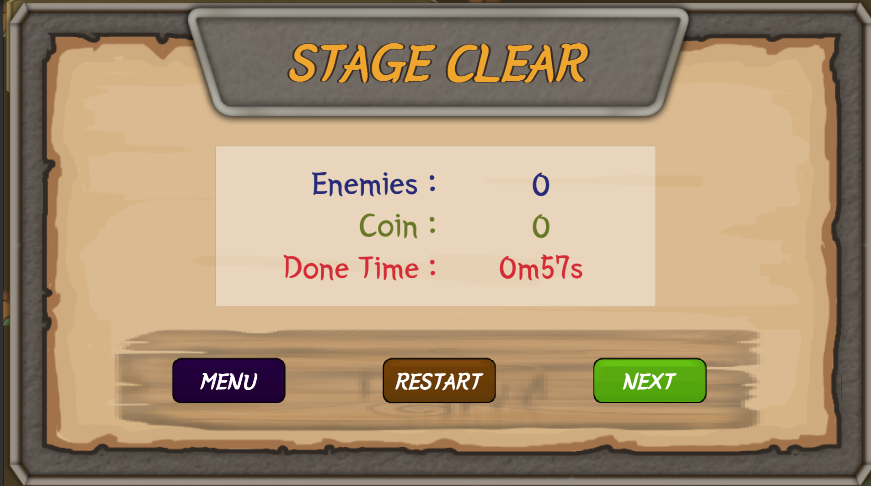 STAGE CLEAR
Enemies : 0
Coin : 0
Done Time : 0m57s
MENU RESTART NEXT